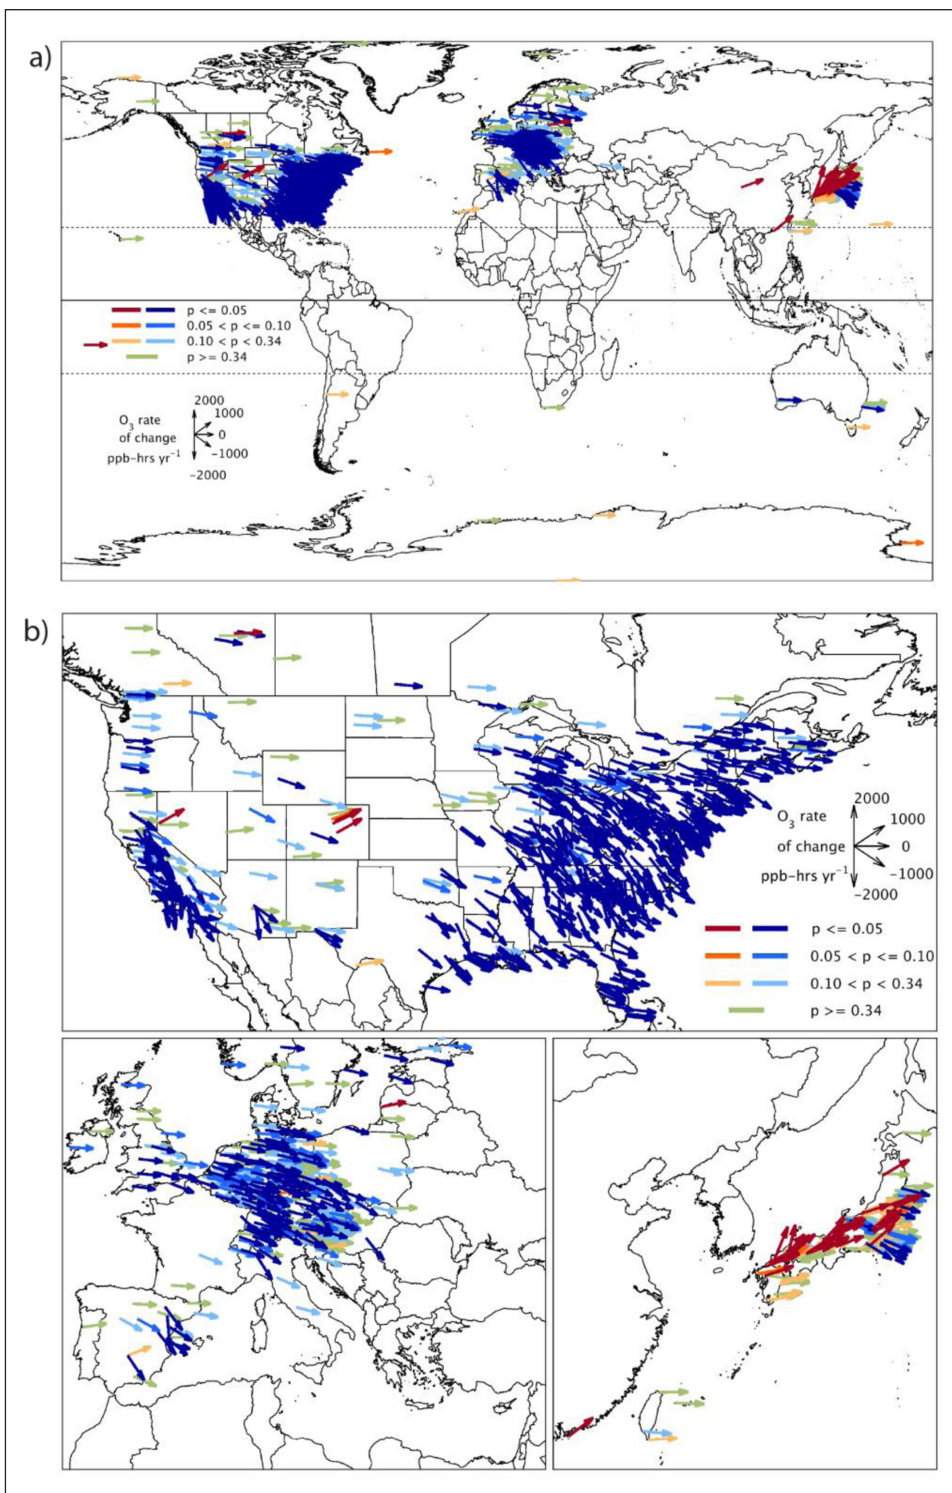 a)
p <= 0.05
0.05 < p <= 0.10
0.10 < p < 0.34
p >= 0.34
2000
O3 rate 1000
of change 0
ppb–hrs yr−1 −1000
−2000
b)
2000
O3 rate 1000
of change 0
ppb–hrs yr−1 −1000
−2000
p <= 0.05
0.05 < p <= 0.10
0.10 < p < 0.34
p >= 0.34